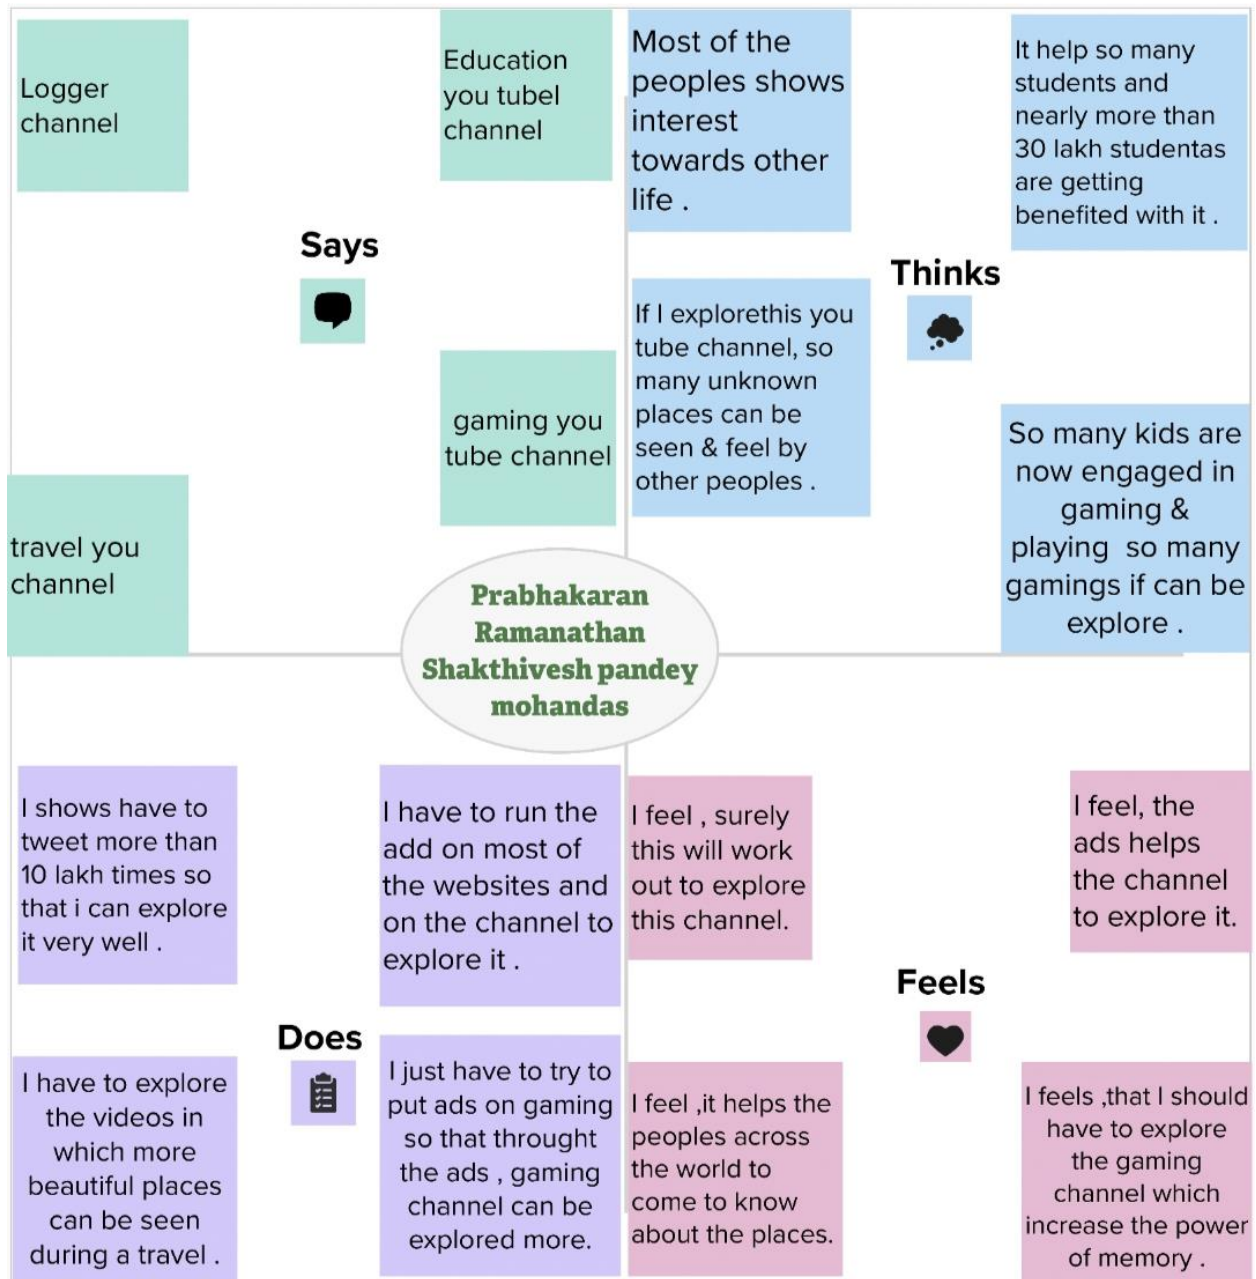 Logger
channel
Education
you tubel
channel
Says
gaming you
tube channel
travel you
channel
Most of the
peoples shows
interest
towards other
life .
It help so many
students and
nearly more than
30 lakh studentas
are getting
benefited with it .
Thinks
If I explorethis you
tube channel, so
many unknown
places can be
seen & feel by
other peoples .
So many kids are
now engaged in
gaming &
playing so many
gamings if can be
explore .
Prabhakaran
Ramanathan
Shakthivesh pandey
mohandas
I shows have to
tweet more than
10 lakh times so
that i can explore
it very well .
I have to run the
add on most of
the websites and
on the channel to
explore it .
Does
I have to explore
the videos in
which more
beautiful places
can be seen
during a travel .
I just have to try to
put ads on gaming
so that throught
the ads , gaming
channel can be
explored more.
I feel , surely
this will work
out to explore
this channel.
I feel, the
ads helps
the channel
to explore it.
Feels
I feel ,it helps the
peoples across
the world to
come to know
about the places.
I feels ,that I should
have to explore
the gaming
channel which
increase the power
of memory .